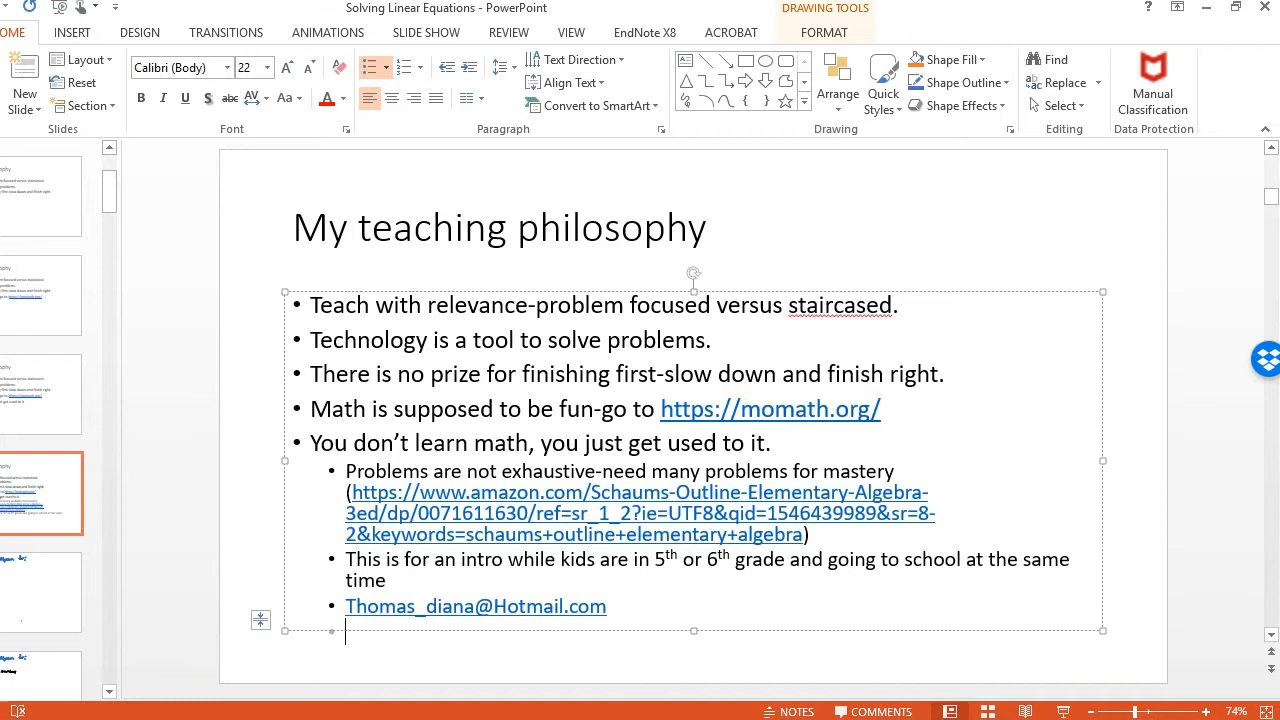 Solving Linear Equations - PowerPoint
DRAWING TOOLS
OME INSERT DESIGN TRANSITIONS ANIMATIONS SLIDE SHOW REVIEW VIEW EndNote X8 ACROBAT FORMAT
New Slide
Layout
Reset
Section
Slides
Calibri (Body) 22
B I U S abc AV Aa A
Font
Text Direction
Align Text
Convert to SmartArt
Paragraph
Arrange
Quick Styles
Shape Fill
Shape Outline
Shape Effects
Drawing
Find
Replace
Select
Editing
Manual Classification
Data Protection
My teaching philosophy
• Teach with relevance-problem focused versus staircased.
• Technology is a tool to solve problems.
• There is no prize for finishing first-slow down and finish right.
• Math is supposed to be fun-go to https://momath.org/
• You don’t learn math, you just get used to it.
• Problems are not exhaustive-need many problems for mastery
(https://www.amazon.com/Schaums-Outline-Elementary-Algebra-
3ed/dp/0071611630/ref=sr_1_2?ie=UTF8&qid=1546439989&sr=8-
2&keywords=schaums+outline+elementary+algebra)
• This is for an intro while kids are in 5th or 6th grade and going to school at the same
time
• Thomas_diana@Hotmail.com
NOTES COMMENTS 74%